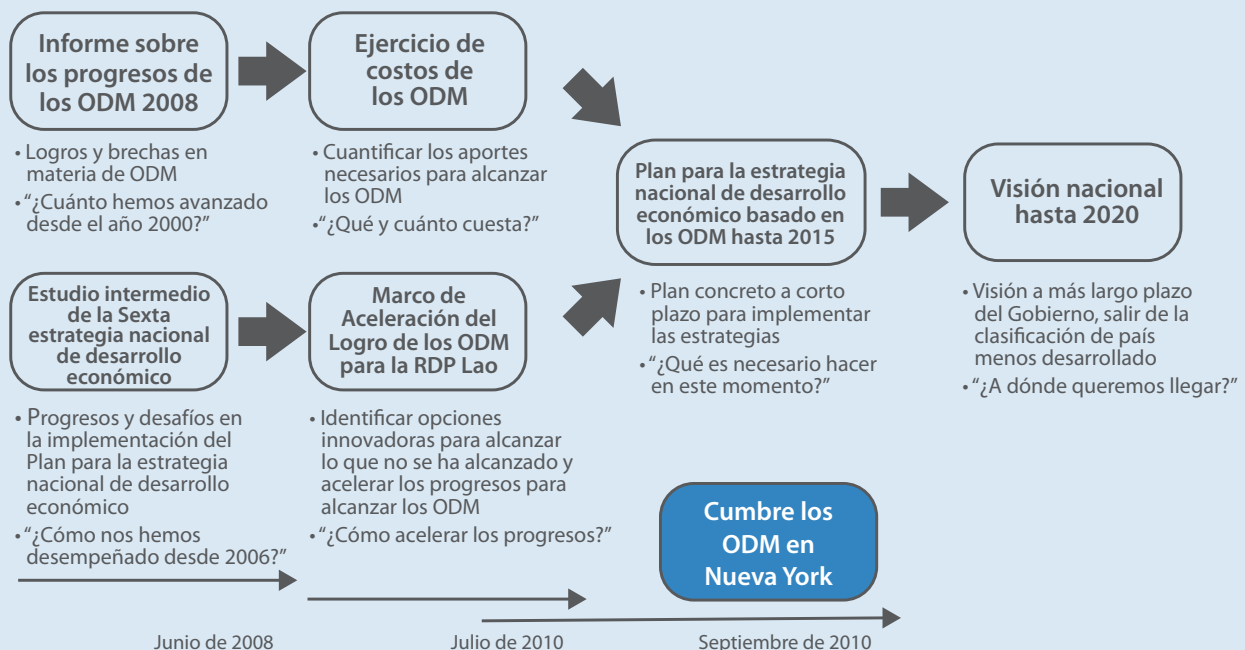 Informe sobre
los progresos de
los ODM 2008
• Logros y brechas en
materia de ODM
• “¿Cuánto hemos avanzado
desde el año 2000?”
Ejercicio de
costos de
los ODM
• Cuantificar los aportes
necesarios para alcanzar
los ODM
• “¿Qué y cuánto cuesta?”
Estudio intermedio
de la Sexta
estrategia nacional
de desarrollo
económico
• Progresos y desafíos en
la implementación del
Plan para la estrategia
nacional de desarrollo
económico
• “¿Cómo nos hemos
desempeñado desde 2006?”
Marco de
Aceleración del
Logro de los ODM
para la RDP Lao
• Identificar opciones
innovadoras para alcanzar
lo que no se ha alcanzado y
acelerar los progresos para
alcanzar los ODM
• “¿Cómo acelerar los progresos?”
Plan para la estrategia
nacional de desarrollo
económico basado en
los ODM hasta 2015
• Plan concreto a corto
plazo para implementar
las estrategias
• “¿Qué es necesario hacer
en este momento?”
Visión nacional
hasta 2020
• Visión a más largo plazo
del Gobierno, salir de la
clasificación de país
menos desarrollado
• “¿A dónde queremos llegar?”
Cumbre los
ODM en
Nueva York
Junio de 2008
Julio de 2010
Septiembre de 2010